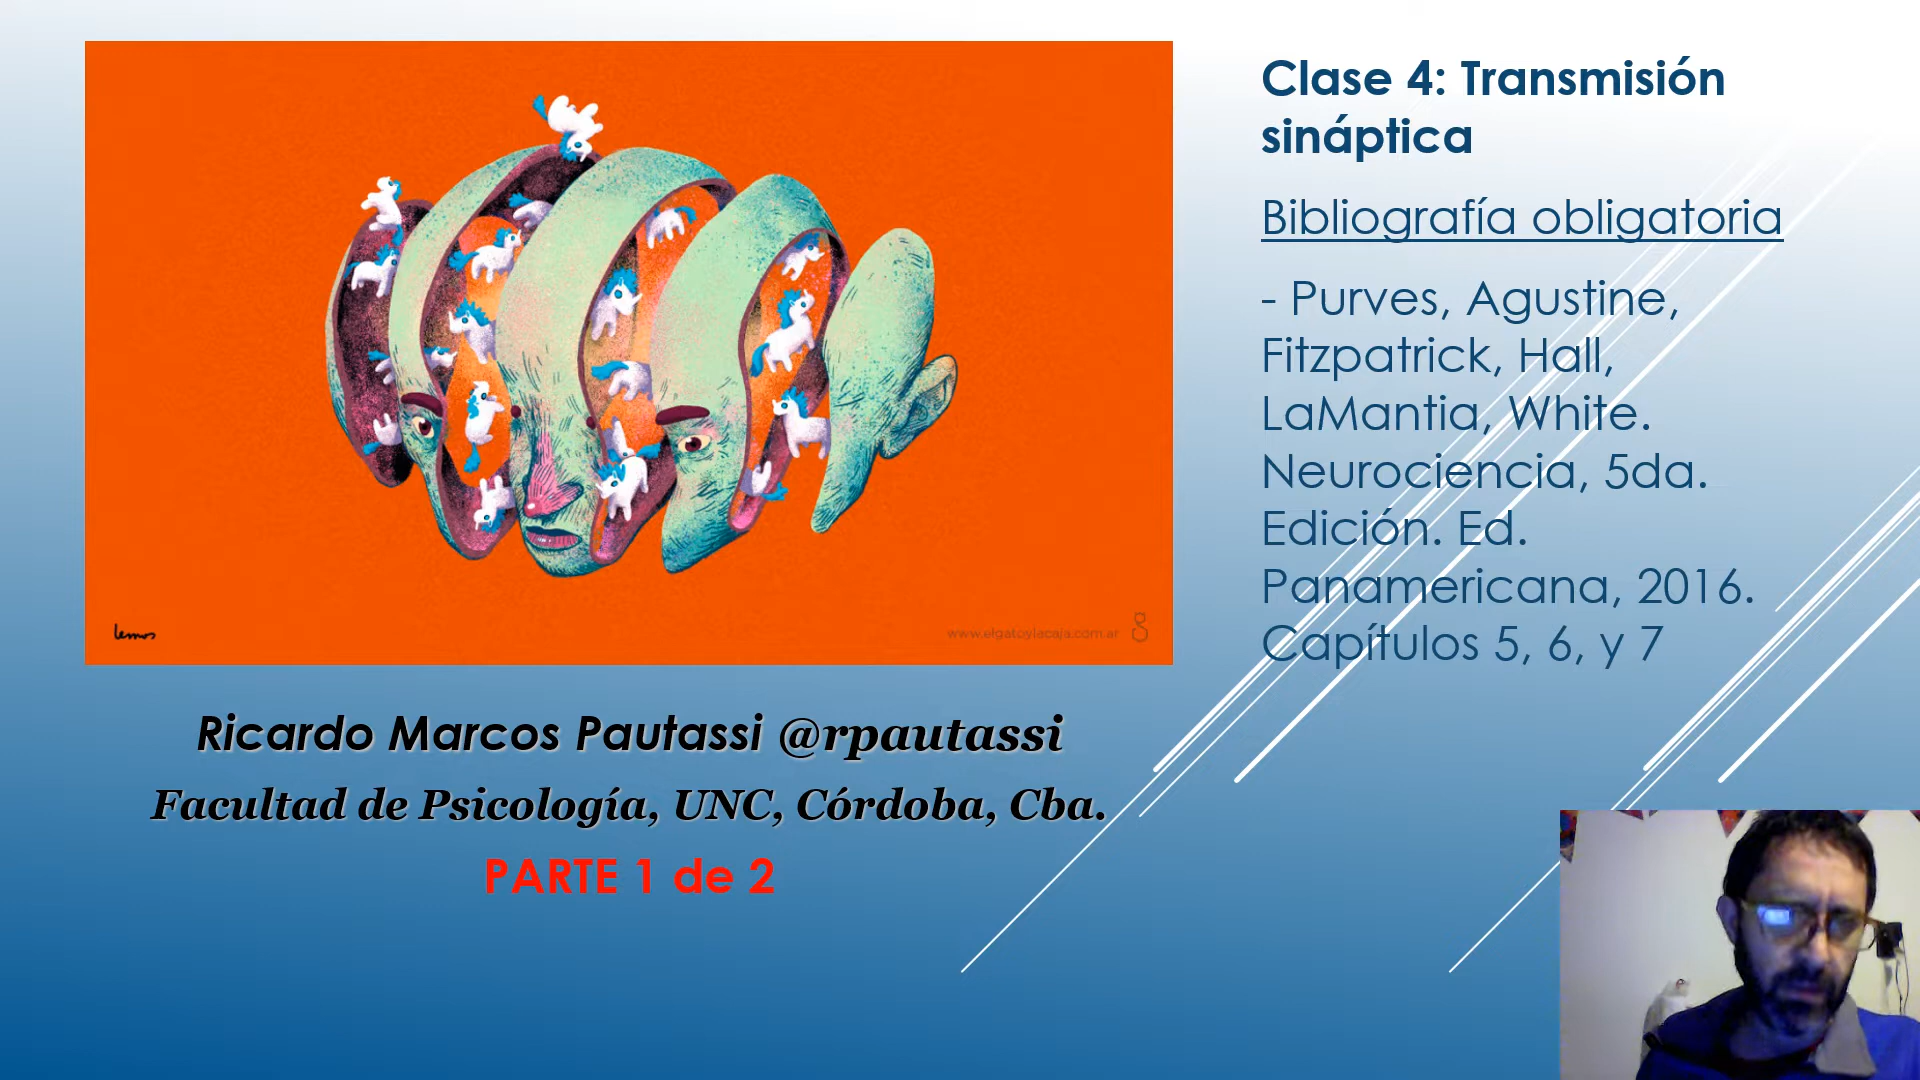 Clase 4: Transmisión
sináptica
Bibliografía obligatoria
- Purves, Agustine,
Fitzpatrick, Hall,
LaMantia, White.
Neurociencia, 5da.
Edición. Ed.
Panamericana, 2016.
Capítulos 5, 6, y 7
lemos
www.elgatoylacaja.com.ar
Ricardo Marcos Pautassi @rpautassi
Facultad de Psicología, UNC, Córdoba, Cba.
PARTE 1 de 2